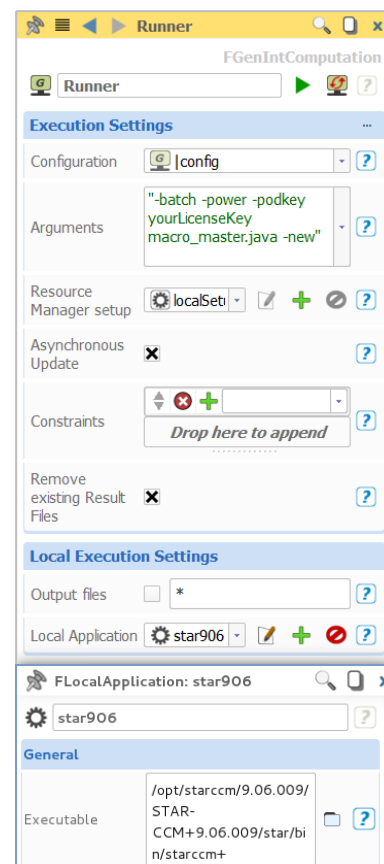 Runner
FGenIntComputation
G Runner ?
Execution Settings ...
Configuration G |config ?
Arguments
"-batch -power -podkey
yourLicenseKey
macro_master.java -new"
?
Resource
Manager setup
localSet ?
Asynchronous
Update
?
Constraints
Drop here to append
?
Remove
existing Result
Files
?
Local Execution Settings
Output files * ?
Local Application star906 ?
FLocalApplication: star906
star906 ?
General
Executable
/opt/starccm/9.06.009/
STAR-
CCM+9.06.009/star/bi
n/starccm+
?